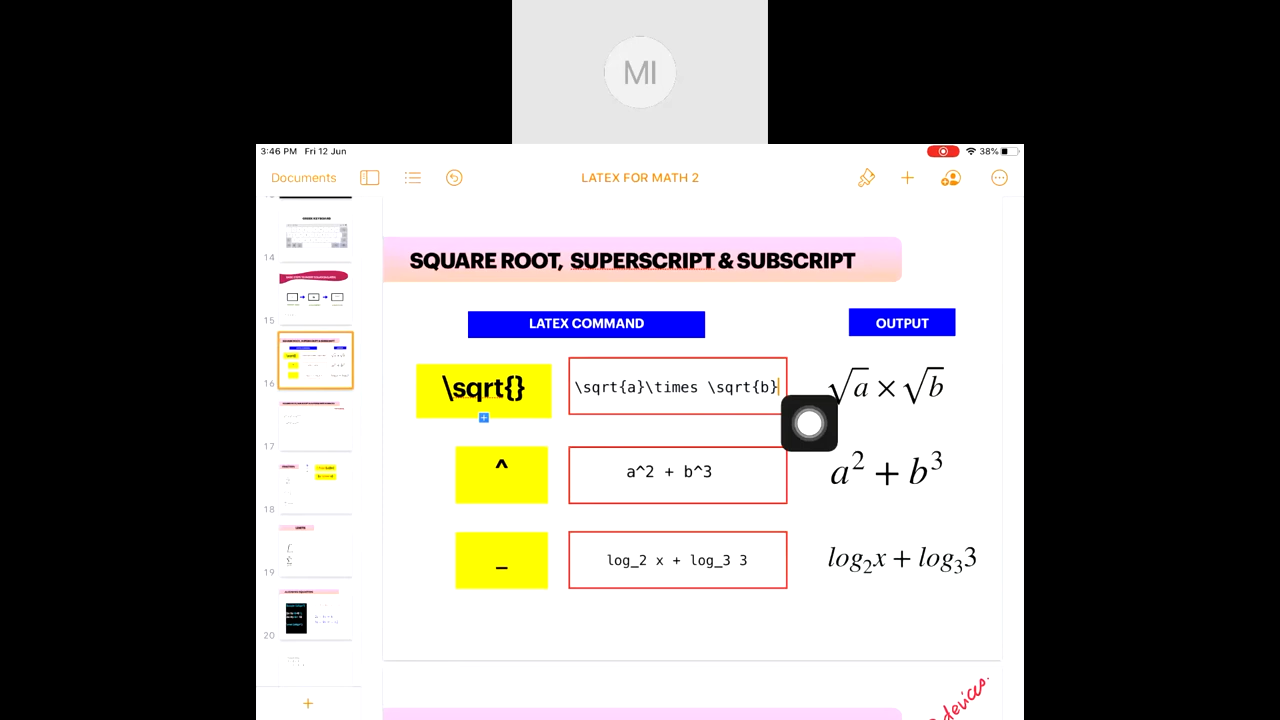 MI
3:46 PM Fri 12 Jun
38%
Documents
LATEX FOR MATH 2
14
15
16
17
18
19
20
SQUARE ROOT, SUPERSCRIPT & SUBSCRIPT
LATEX COMMAND
OUTPUT
\sqrt{}
\sqrt{a}\times \sqrt{b}
√a × √b
^
a^2 + b^3
a² + b³
_
log_2 x + log_3 3
log₂x + log₃3
devices.